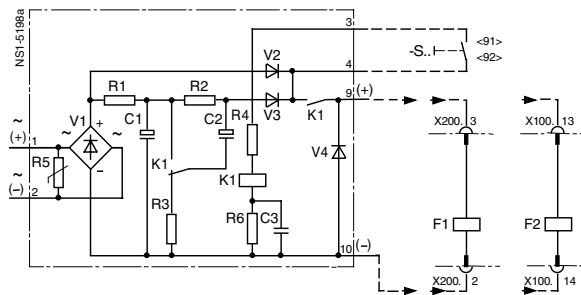 NS1-5198a
3
<91>
-S..
<92>
4
V2
R1
R2
9 (+)
V3
R4
K1
C1
C2
~
V1
+
~
~
(+) 1
R5
K1
V4
X200. 3
X100. 13
K1
–
~
(–) 2
R3
R6
C3
F1
F2
10 (–)
X200. 2
X100. 14